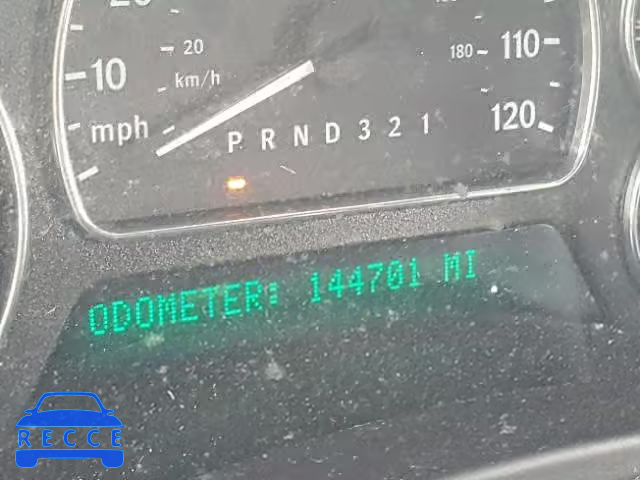 20
180
110
10
km/h
mph
120
P R N D 3 2 1
ODOMETER: 144701 MI
RECCE